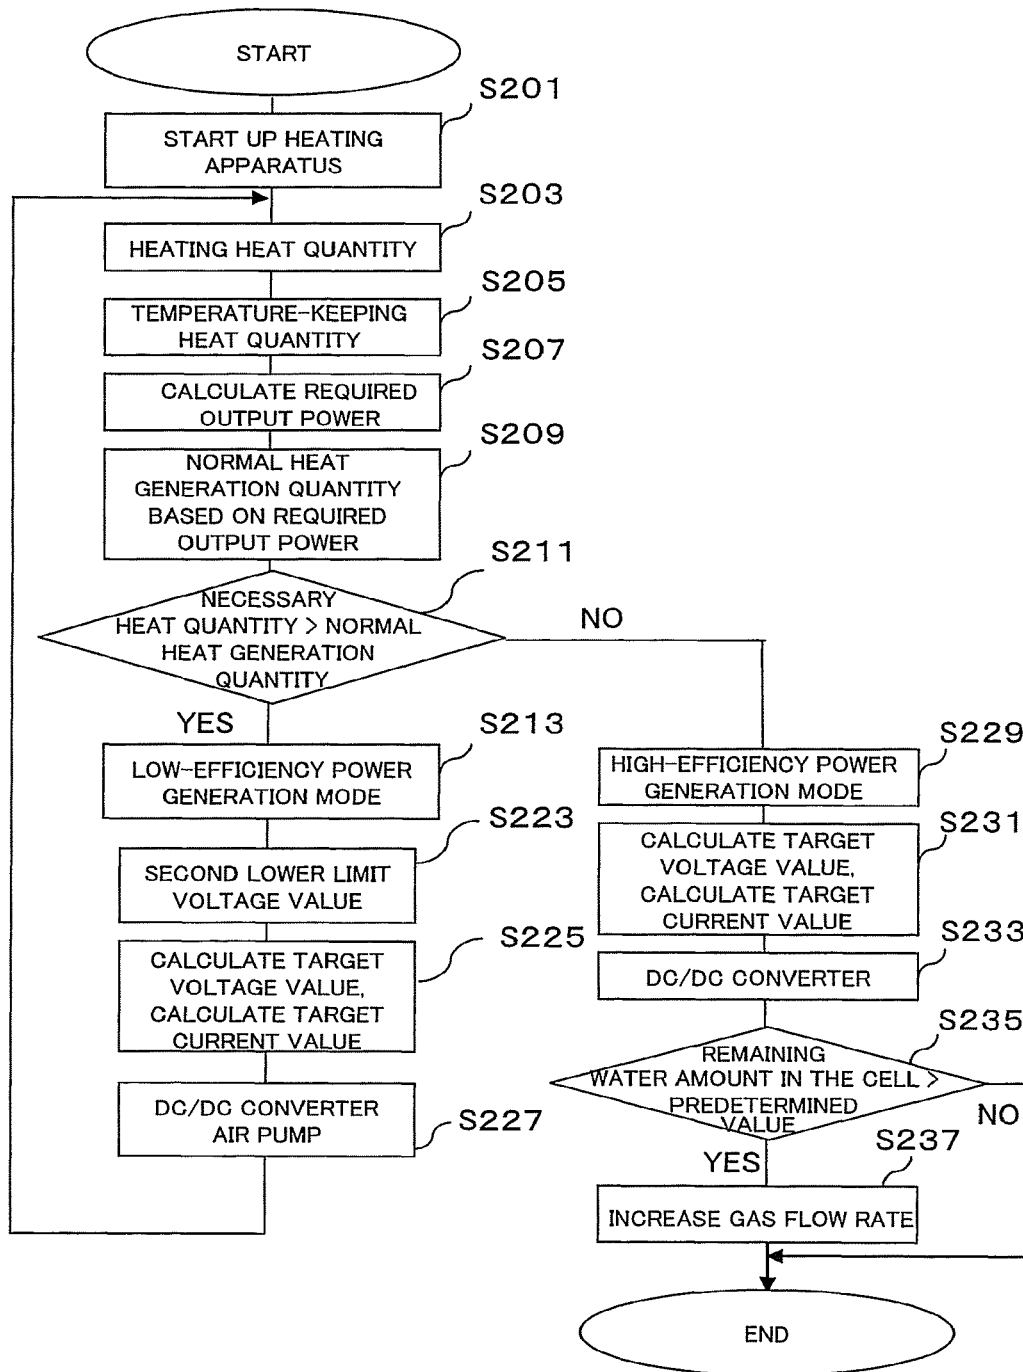 START
S201
START UP HEATING
APPARATUS
S203
HEATING HEAT QUANTITY
S205
TEMPERATURE-KEEPING
HEAT QUANTITY
S207
CALCULATE REQUIRED
OUTPUT POWER
S209
NORMAL HEAT
GENERATION QUANTITY
BASED ON REQUIRED
OUTPUT POWER
S211
NECESSARY
HEAT QUANTITY > NORMAL
HEAT GENERATION
QUANTITY
NO
YES
S213
LOW-EFFICIENCY POWER
GENERATION MODE
S223
SECOND LOWER LIMIT
VOLTAGE VALUE
S225
CALCULATE TARGET
VOLTAGE VALUE,
CALCULATE TARGET
CURRENT VALUE
DC/DC CONVERTER
AIR PUMP
S227
S229
HIGH-EFFICIENCY POWER
GENERATION MODE
S231
CALCULATE TARGET
VOLTAGE VALUE,
CALCULATE TARGET
CURRENT VALUE
S233
DC/DC CONVERTER
S235
REMAINING
WATER AMOUNT IN THE CELL >
PREDETERMINED
VALUE
NO
YES
S237
INCREASE GAS FLOW RATE
END